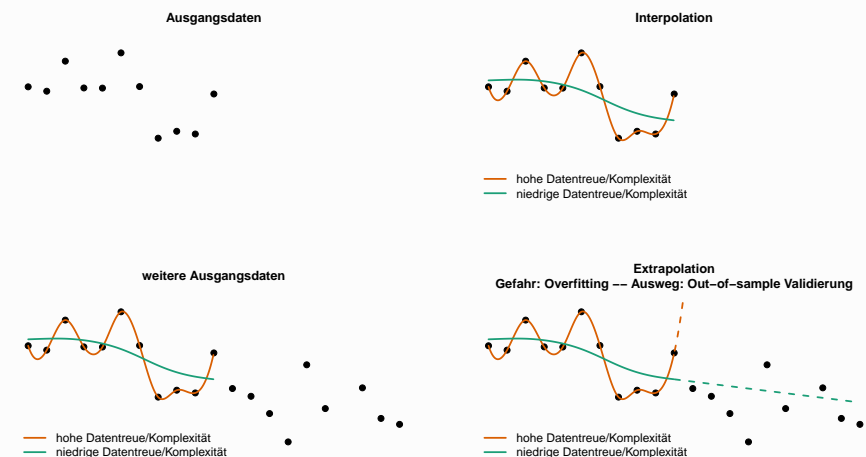 Ausgangsdaten
Interpolation
hohe Datentreue/Komplexität
niedrige Datentreue/Komplexität
weitere Ausgangsdaten
hohe Datentreue/Komplexität
niedrige Datentreue/Komplexität
Extrapolation
Gefahr: Overfitting −− Ausweg: Out−of−sample Validierung
hohe Datentreue/Komplexität
niedrige Datentreue/Komplexität